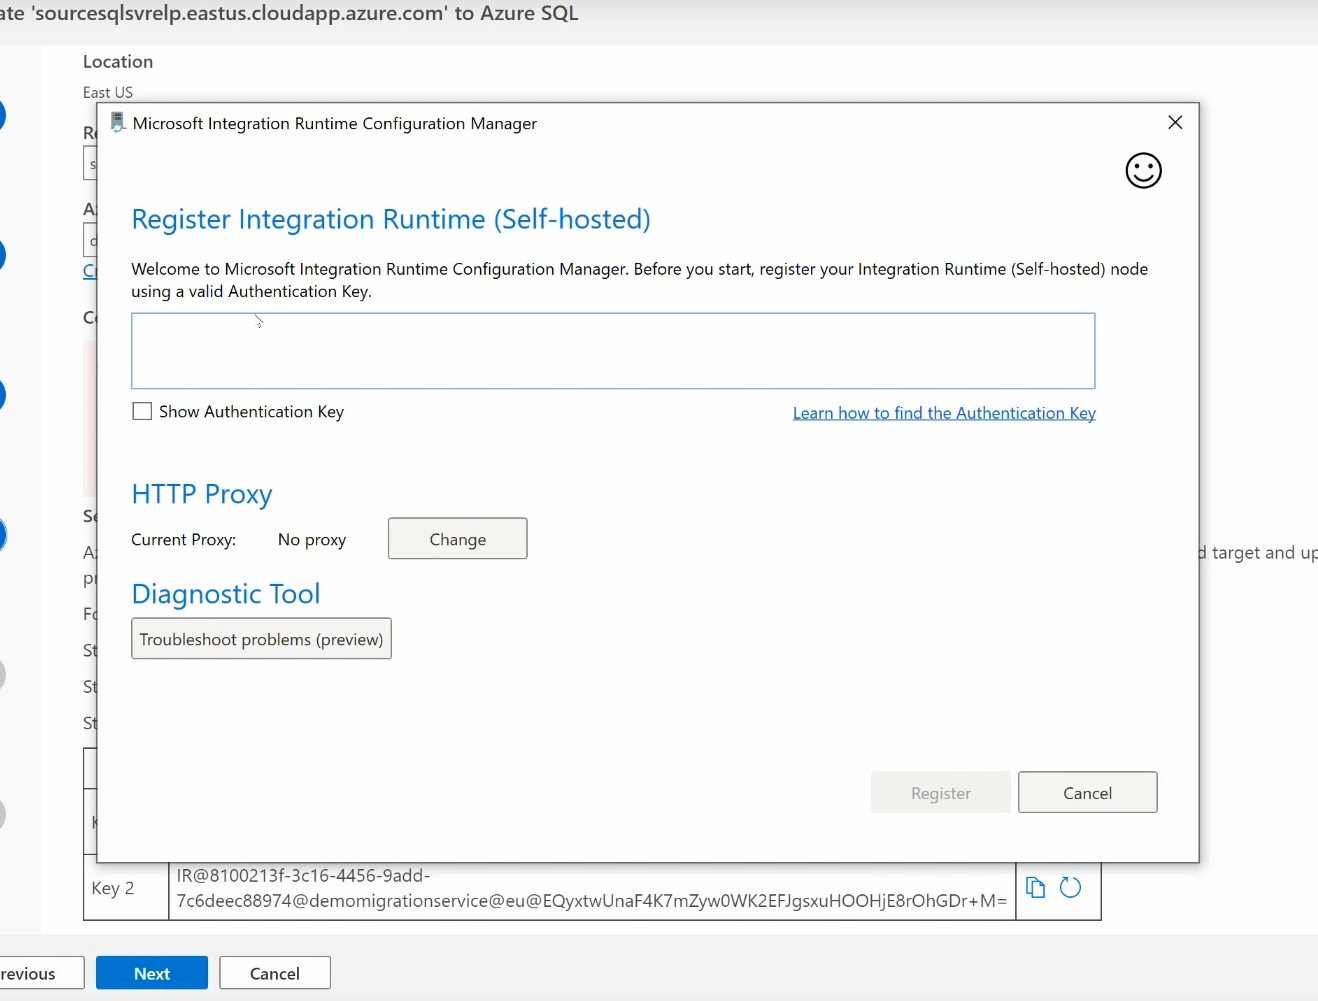 'sourcesqlsvrelp.eastus.cloudapp.azure.com' to Azure SQL
Location
East US
Microsoft Integration Runtime Configuration Manager
Register Integration Runtime (Self-hosted)
Welcome to Microsoft Integration Runtime Configuration Manager. Before you start, register your Integration Runtime (Self-hosted) node
using a valid Authentication Key.
Show Authentication Key
Learn how to find the Authentication Key
HTTP Proxy
Current Proxy: No proxy Change
target and
Diagnostic Tool
Troubleshoot problems (preview)
Register Cancel
Key 2
IR@8100213f-3c16-4456-9add-
7c6deec88974@demomigrationservice@eu@EQyxtwUnaF4K7mZyw0WK2EFJgsxuHOOHjE8rOhGDr+M=
Next Cancel